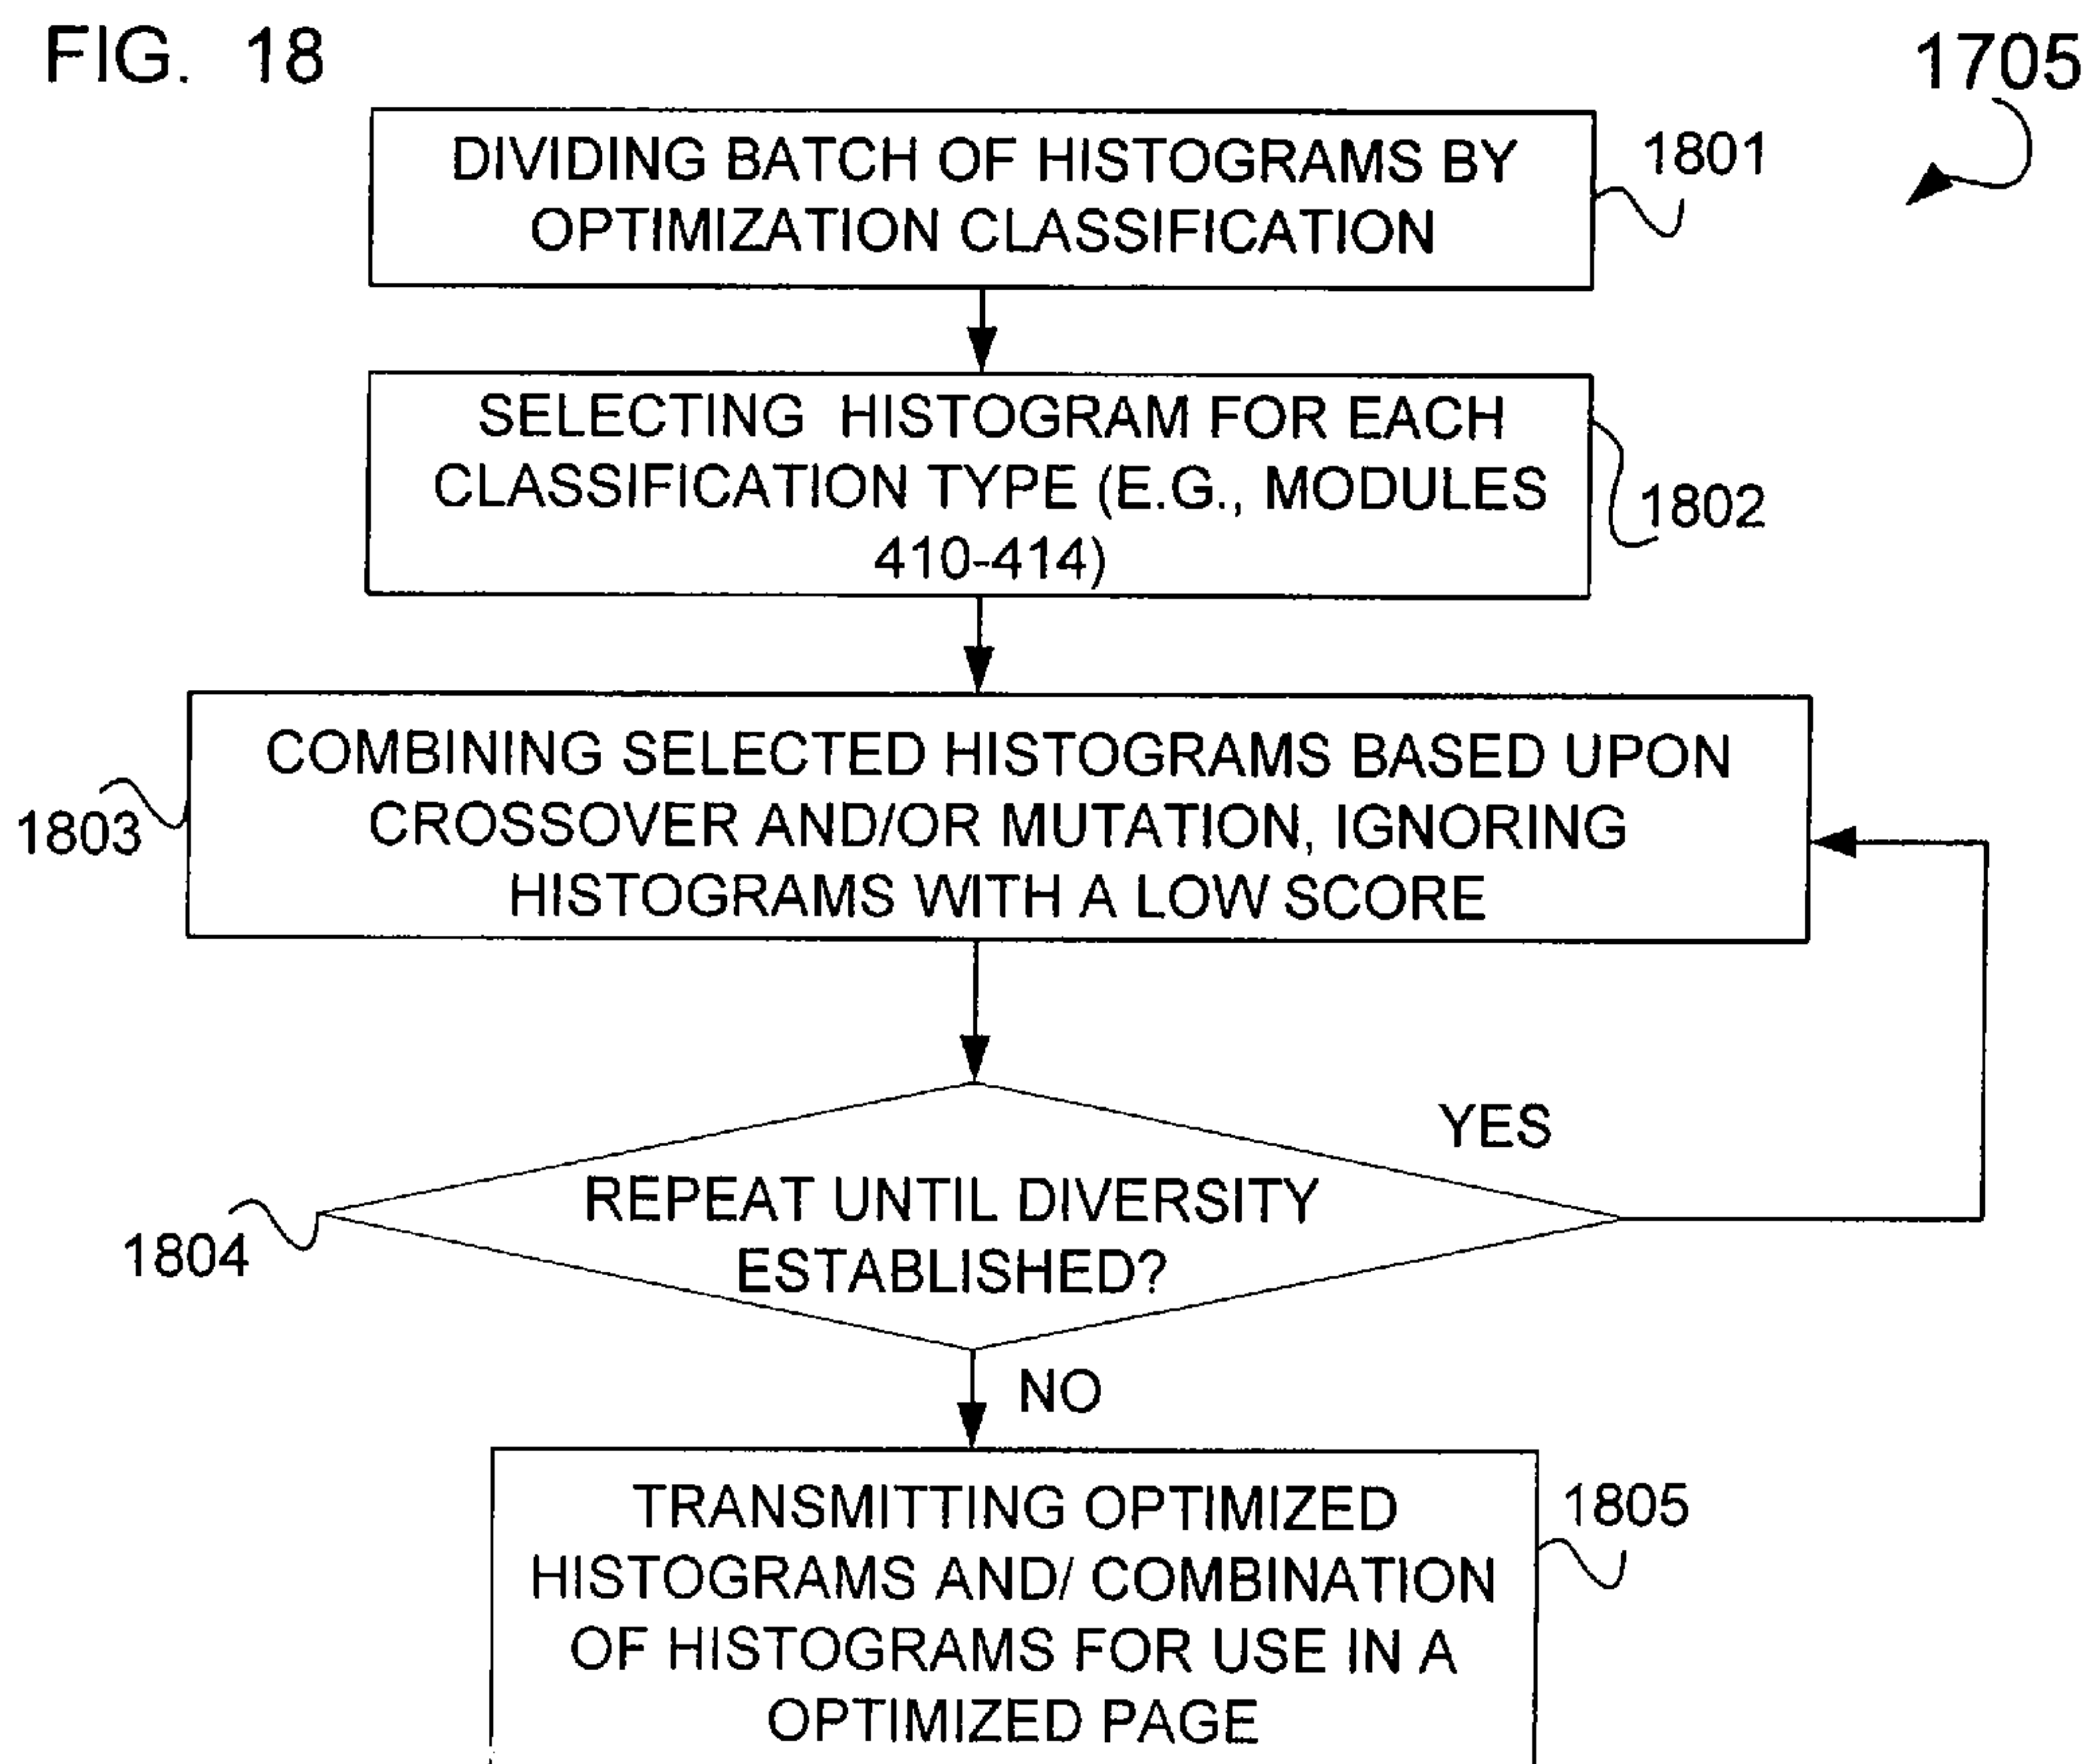 FIG. 18
1705
DIVIDING BATCH OF HISTOGRAMS BY
OPTIMIZATION CLASSIFICATION
1801
SELECTING HISTOGRAM FOR EACH
CLASSIFICATION TYPE (E.G., MODULES
410-414)
1802
COMBINING SELECTED HISTOGRAMS BASED UPON
CROSSOVER AND/OR MUTATION, IGNORING
HISTOGRAMS WITH A LOW SCORE
1803
YES
REPEAT UNTIL DIVERSITY
ESTABLISHED?
1804
NO
TRANSMITTING OPTIMIZED
HISTOGRAMS AND/ COMBINATION
OF HISTOGRAMS FOR USE IN A
OPTIMIZED PAGE
1805